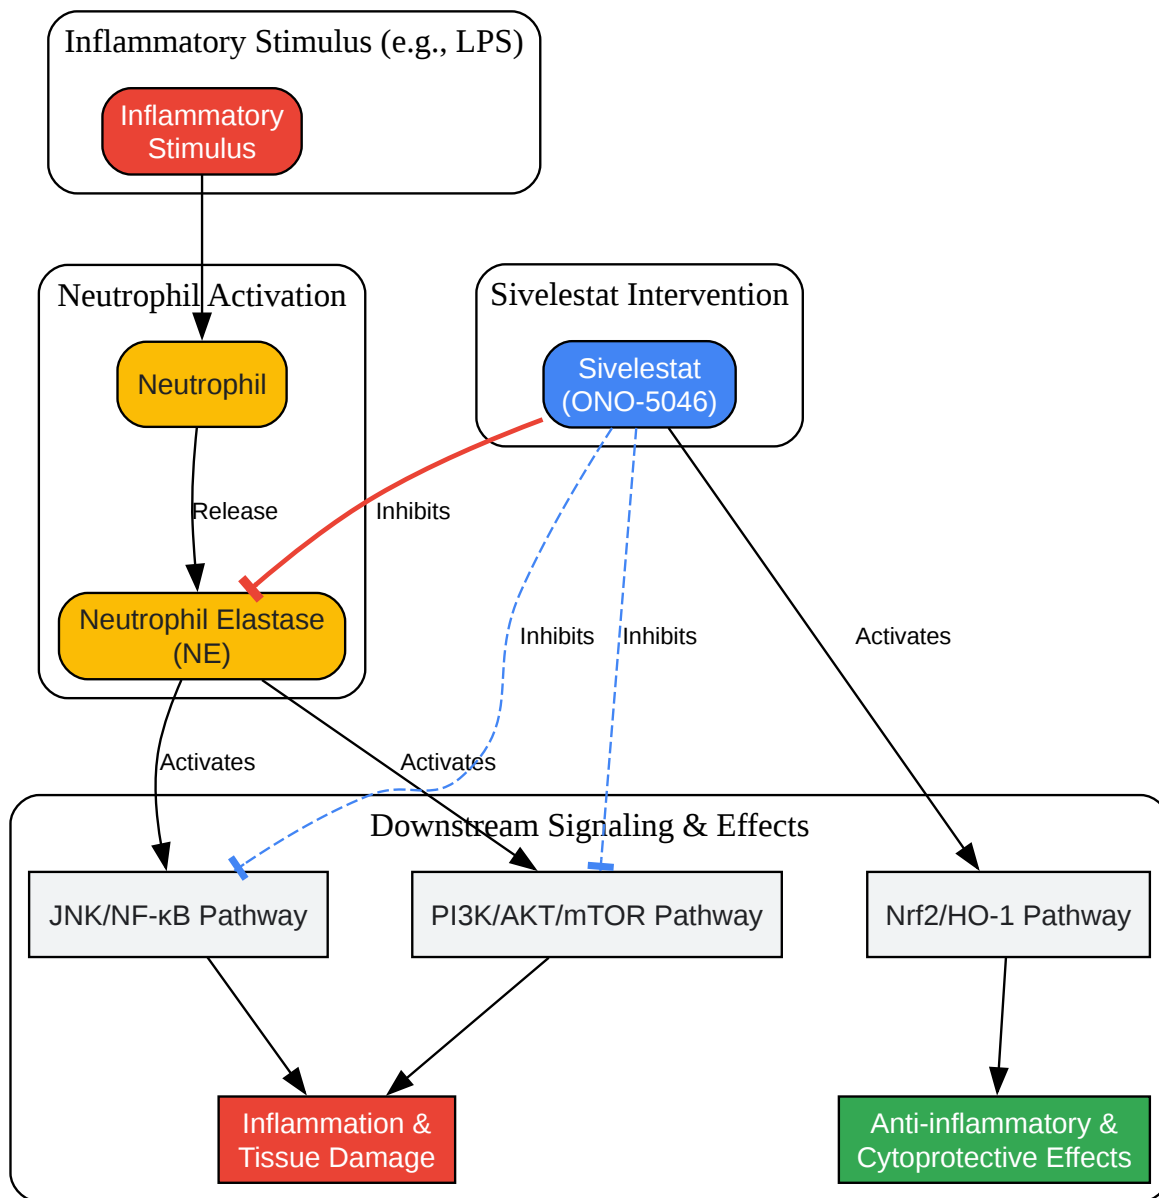 Inflammatory Stimulus (e.g., LPS)
Inflammatory
Stimulus
Neutrophil Activation
Sivelestat Intervention
Neutrophil
Sivelestat
(ONO-5046)
Release
Inhibits
Neutrophil Elastase
(NE)
Inhibits
Inhibits
Activates
Activates
Activates
Downstream Signaling & Effects
JNK/NF-κB Pathway
PI3K/AKT/mTOR Pathway
Nrf2/HO-1 Pathway
Inflammation &
Tissue Damage
Anti-inflammatory &
Cytoprotective Effects